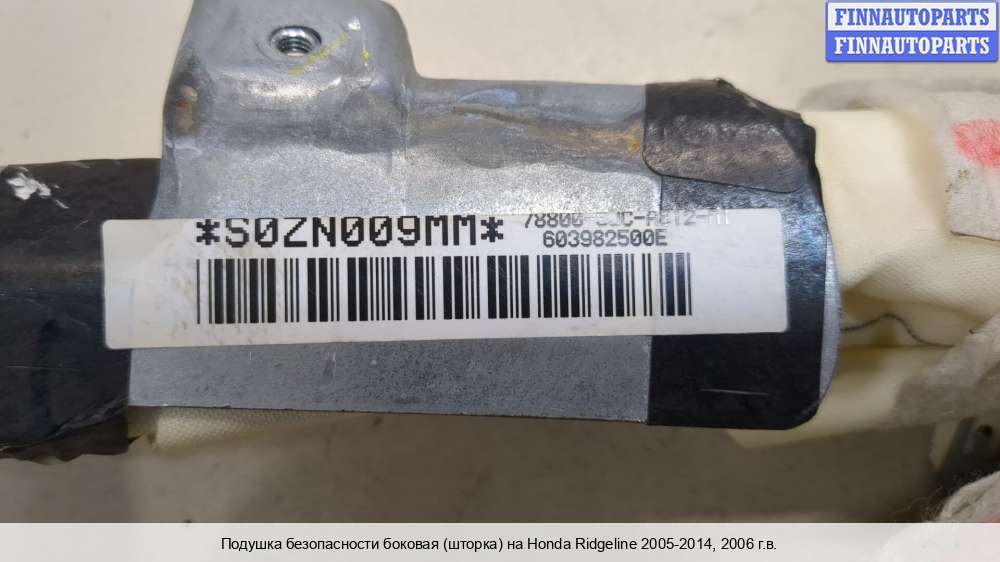 FINNAUTOPARTS
FINNAUTOPARTS
*S0ZN009MM*
603982500E
Подушка безопасности боковая (шторка) на Honda Ridgeline 2005-2014, 2006 г.в.